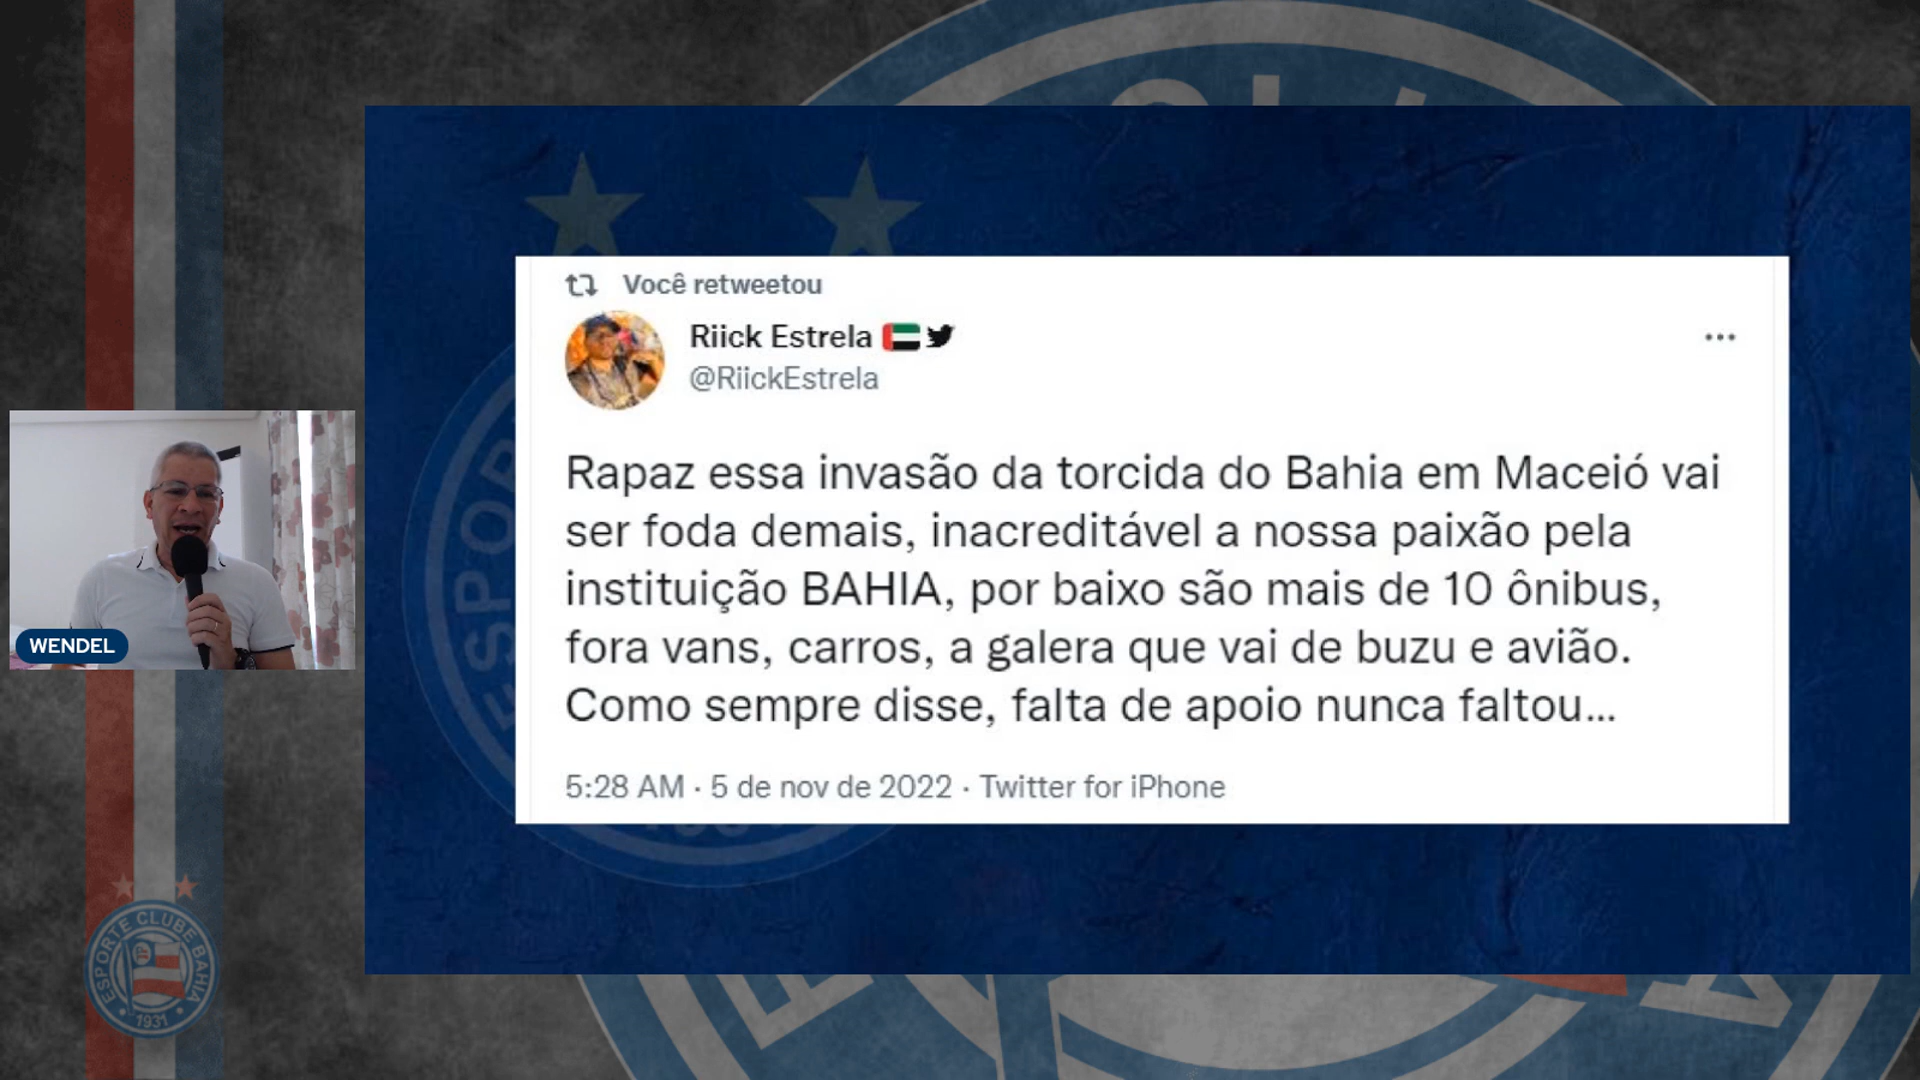 Você retweetou
Riick Estrela
@RiickEstrela
Rapaz essa invasão da torcida do Bahia em Maceió vai
ser foda demais, inacreditável a nossa paixão pela
instituição BAHIA, por baixo são mais de 10 ônibus,
fora vans, carros, a galera que vai de buzu e avião.
Como sempre disse, falta de apoio nunca faltou...
5:28 AM · 5 de nov de 2022 · Twitter for iPhone
WENDEL
ESPORTE CLUBE BAHIA
1931